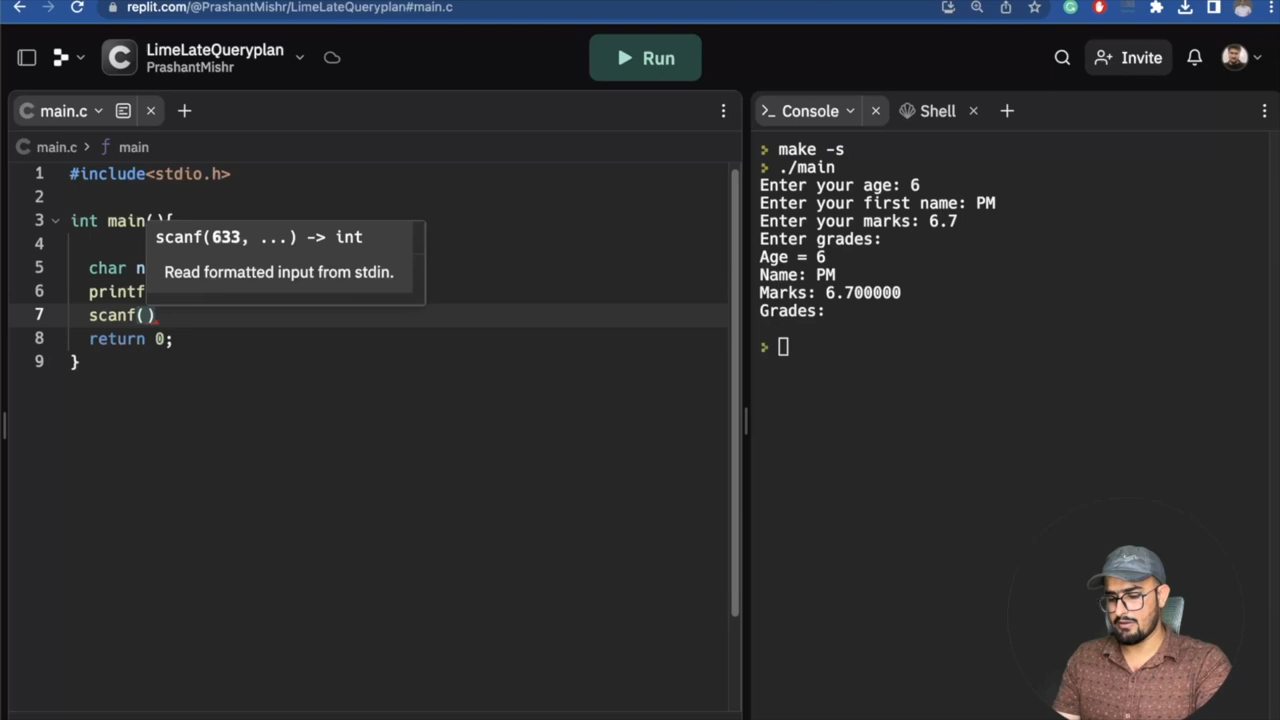 replit.com/@PrashantMishr/LimeLateQueryplan#main.c
LimeLateQueryplan
PrashantMishr
Run
Invite
main.c
Console
Shell
main.c > f main
1 #include<stdio.h>
2
3 int main(){
4
5 char n
6 printf
7 scanf()
8 return 0;
9 }
scanf(633, ...) -> int
Read formatted input from stdin.
> make -s
> ./main
Enter your age: 6
Enter your first name: PM
Enter your marks: 6.7
Enter grades:
Age = 6
Name: PM
Marks: 6.700000
Grades:
>